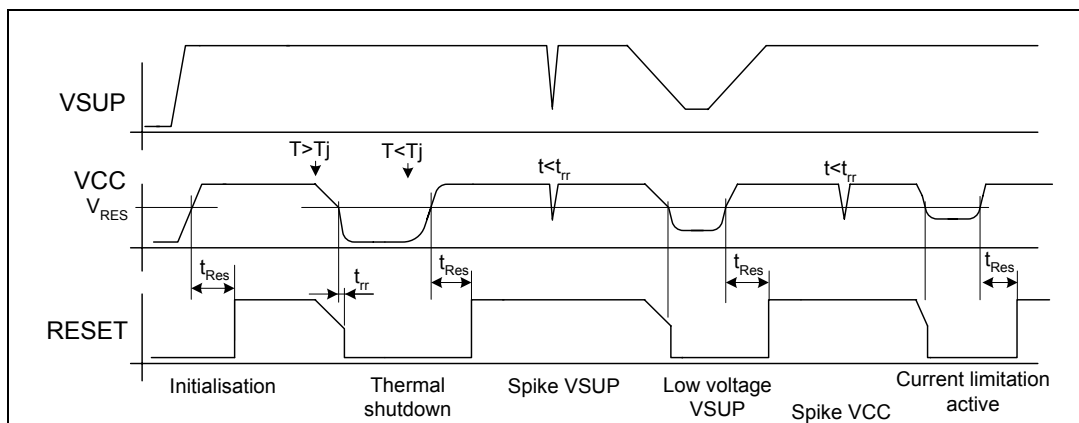 VSUP
T>Tj
T<Tj
t<trr
t<trr
VCC
VRES
tRes
trr
tRes
tRes
tRes
RESET
Initialisation
Thermal
shutdown
Spike VSUP
Low voltage
VSUP
Spike VCC
Current limitation
active